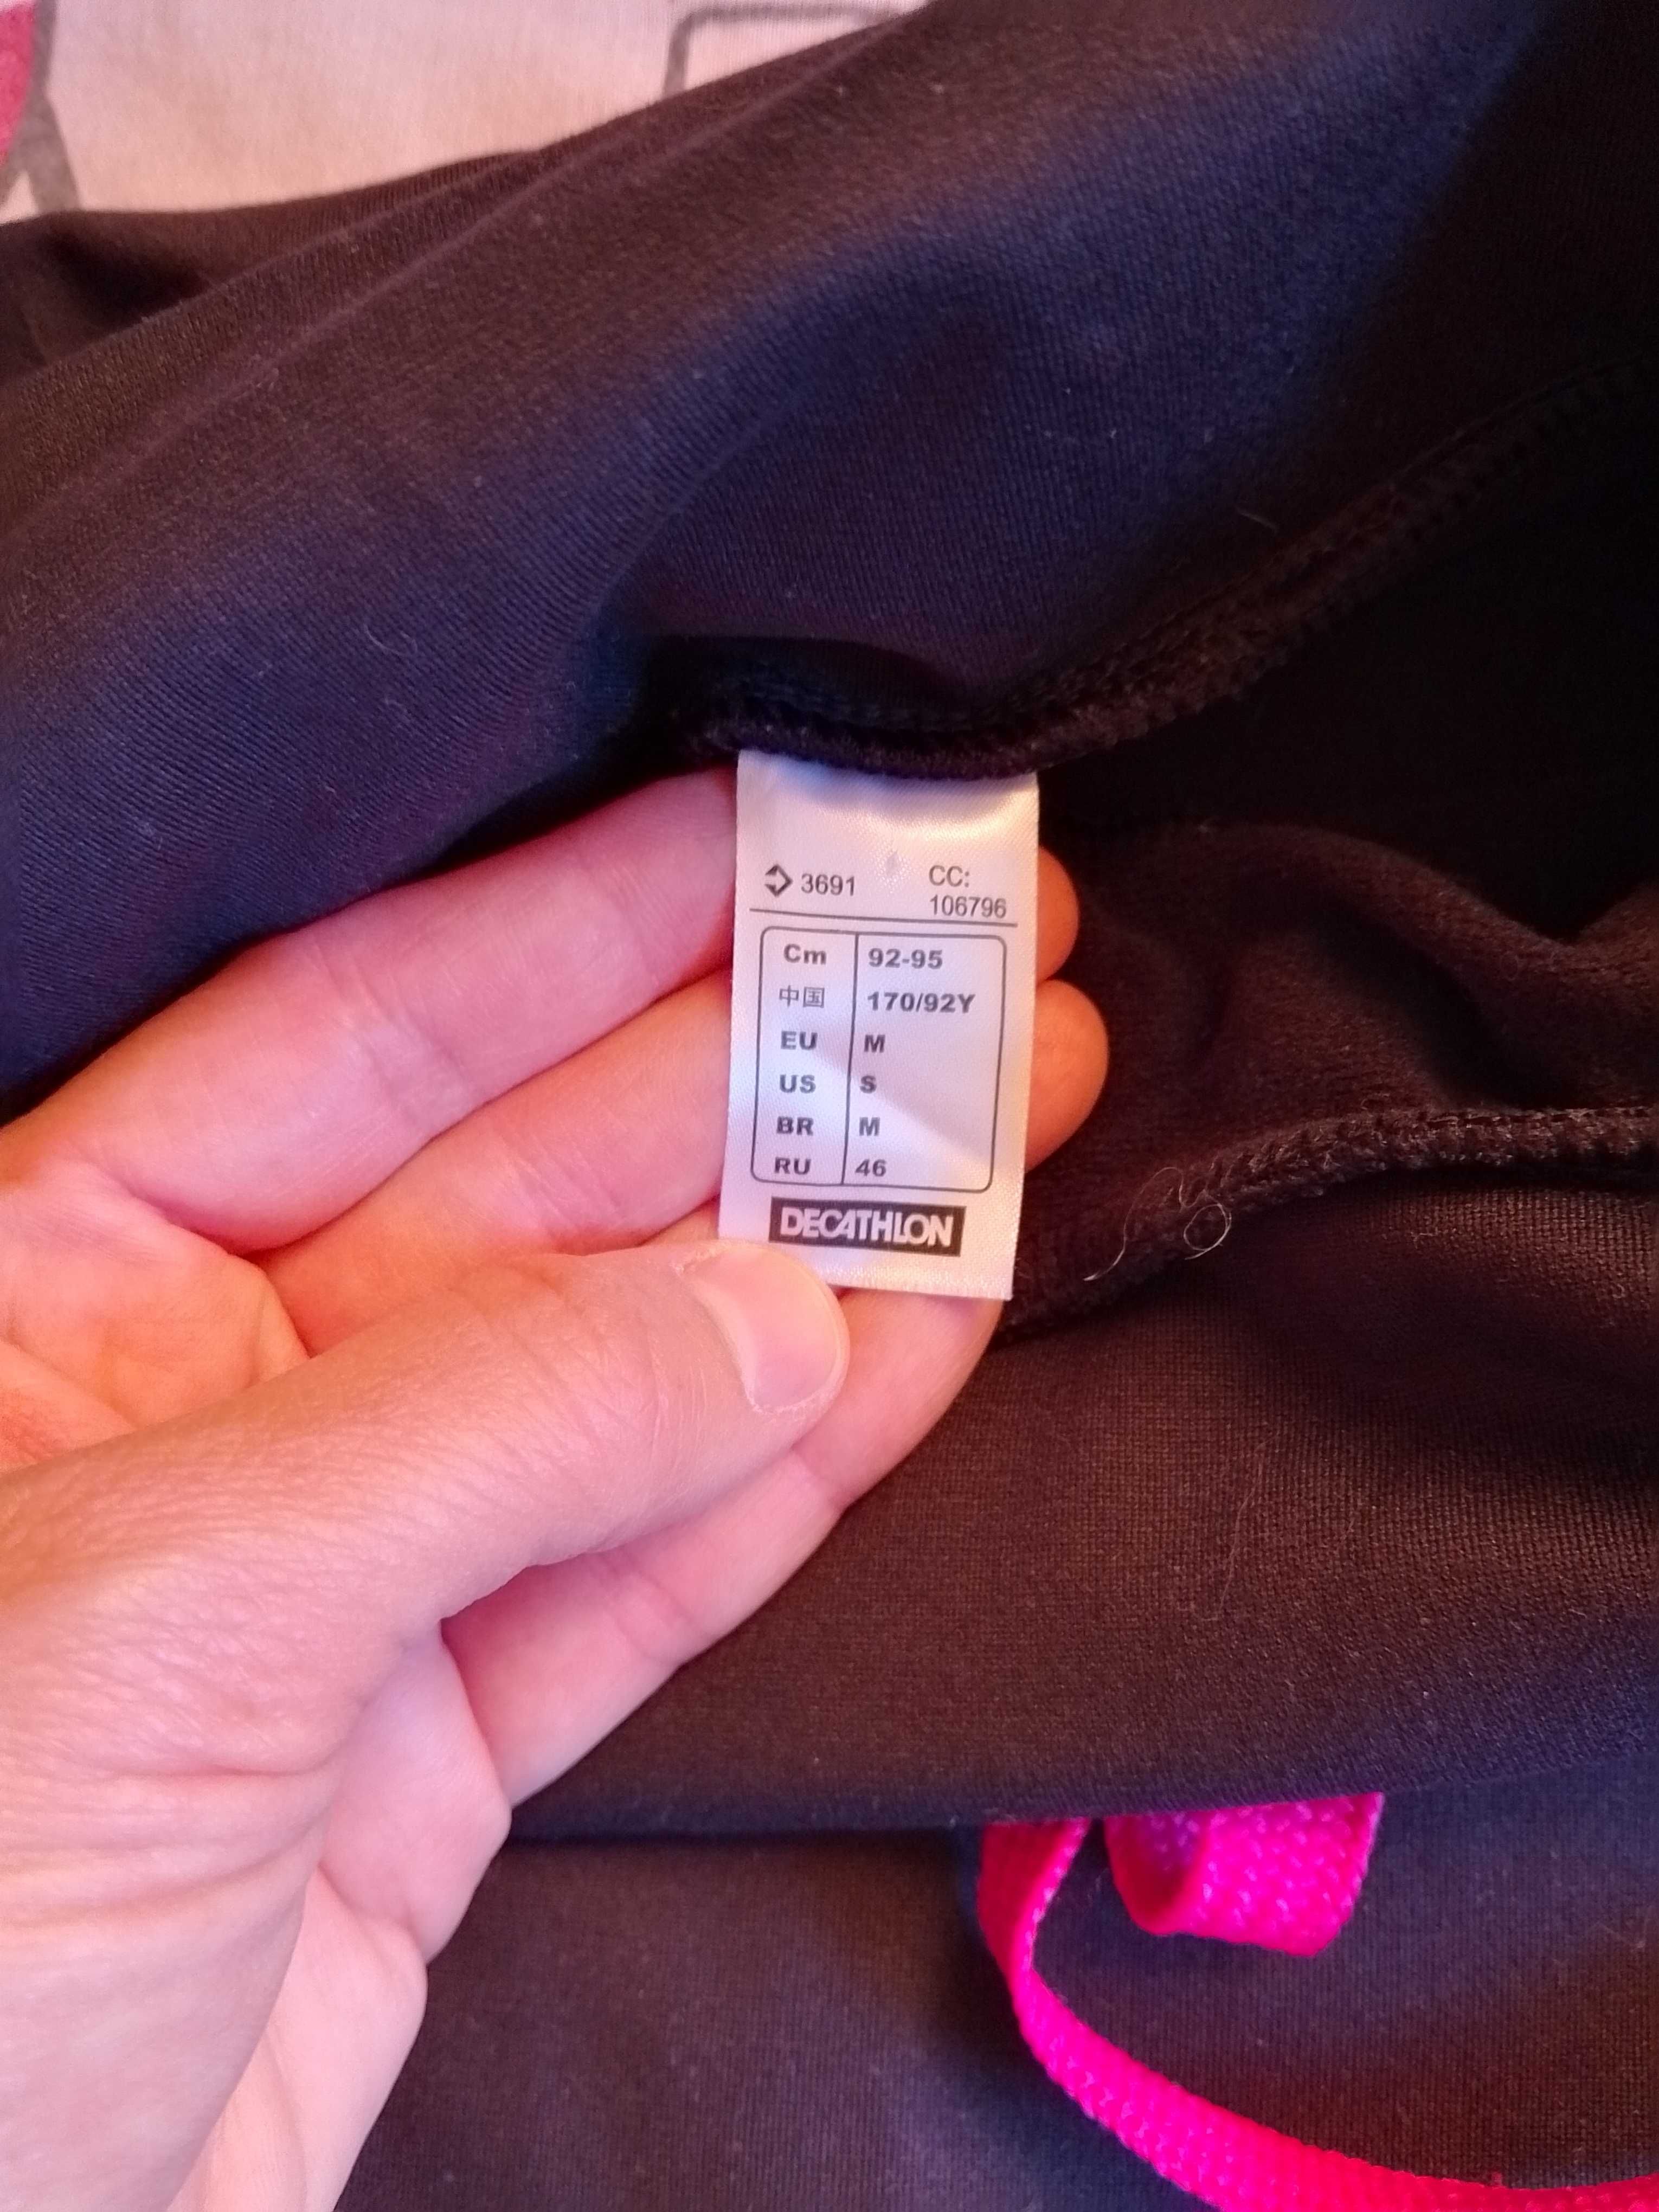 3691 CC:
106796
Cm 92-95
中国 170/92Y
EU M
US S
BR M
RU 46
DECATHLON